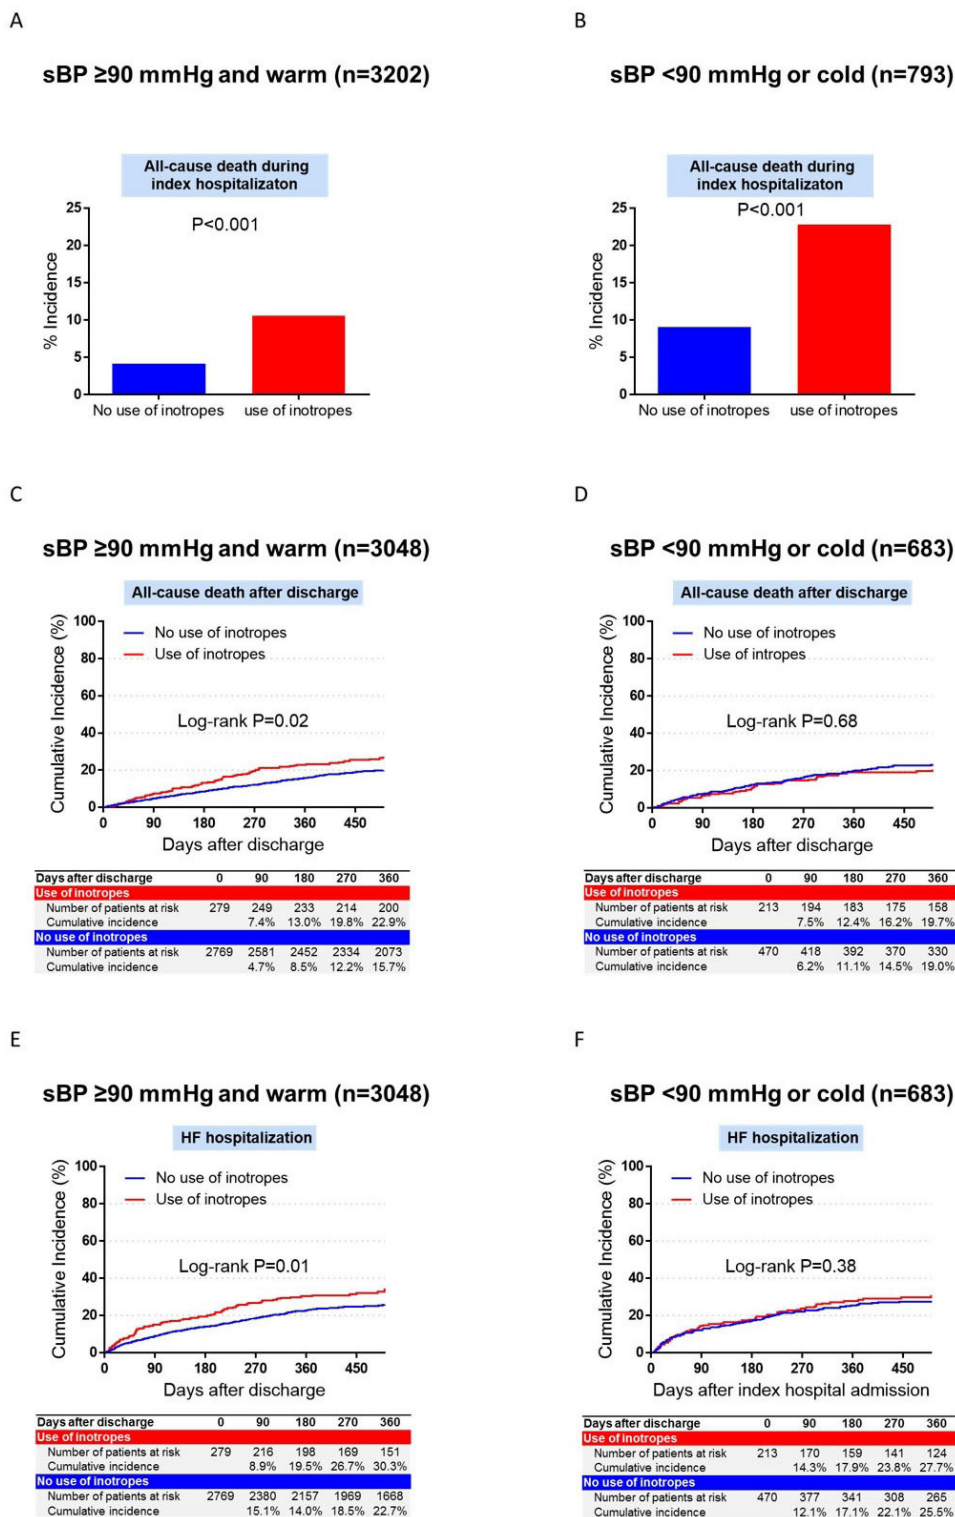 A
sBP ≥90 mmHg and warm (n=3202)
All-cause death during
index hospitalizaton
P<0.001
% Incidence
25
20
15
10
5
0
No use of inotropes
use of inotropes
B
sBP <90 mmHg or cold (n=793)
All-cause death during
index hospitalizaton
P<0.001
% Incidence
25
20
15
10
5
0
No use of inotropes
use of inotropes
C
sBP ≥90 mmHg and warm (n=3048)
All-cause death after discharge
Cumulative Incidence (%)
100
80
60
40
20
0
No use of inotropes
Use of inotropes
Log-rank P=0.02
0 90 180 270 360 450
Days after discharge
Days after discharge 0 90 180 270 360
Use of inotropes
Number of patients at risk 279 249 233 214 200
Cumulative incidence 7.4% 13.0% 19.8% 22.9%
No use of inotropes
Number of patients at risk 2769 2581 2452 2334 2073
Cumulative incidence 4.7% 8.5% 12.2% 15.7%
D
sBP <90 mmHg or cold (n=683)
All-cause death after discharge
Cumulative Incidence (%)
100
80
60
40
20
0
No use of inotropes
Use of intropes
Log-rank P=0.68
0 90 180 270 360 450
Days after discharge
Days after discharge 0 90 180 270 360
Use of inotropes
Number of patients at risk 213 194 183 175 158
Cumulative incidence 7.5% 12.4% 16.2% 19.7%
No use of inotropes
Number of patients at risk 470 418 392 370 330
Cumulative incidence 6.2% 11.1% 14.5% 19.0%
E
sBP ≥90 mmHg and warm (n=3048)
HF hospitalization
Cumulative Incidence (%)
100
80
60
40
20
0
No use of inotropes
Use of inotropes
Log-rank P=0.01
0 90 180 270 360 450
Days after discharge
Days after discharge 0 90 180 270 360
Use of inotropes
Number of patients at risk 279 216 198 169 151
Cumulative incidence 8.9% 19.5% 26.7% 30.3%
No use of inotropes
Number of patients at risk 2769 2380 2157 1969 1668
Cumulative incidence 15.1% 14.0% 18.5% 22.7%
F
sBP <90 mmHg or cold (n=683)
HF hospitalization
Cumulative Incidence (%)
100
80
60
40
20
0
No use of inotropes
Use of inotropes
Log-rank P=0.38
0 90 180 270 360 450
Days after index hospital admission
Days after discharge 0 90 180 270 360
Use of inotropes
Number of patients at risk 213 170 159 141 124
Cumulative incidence 14.3% 17.9% 23.8% 27.7%
No use of inotropes
Number of patients at risk 470 377 341 308 265
Cumulative incidence 12.1% 17.1% 22.1% 25.5%